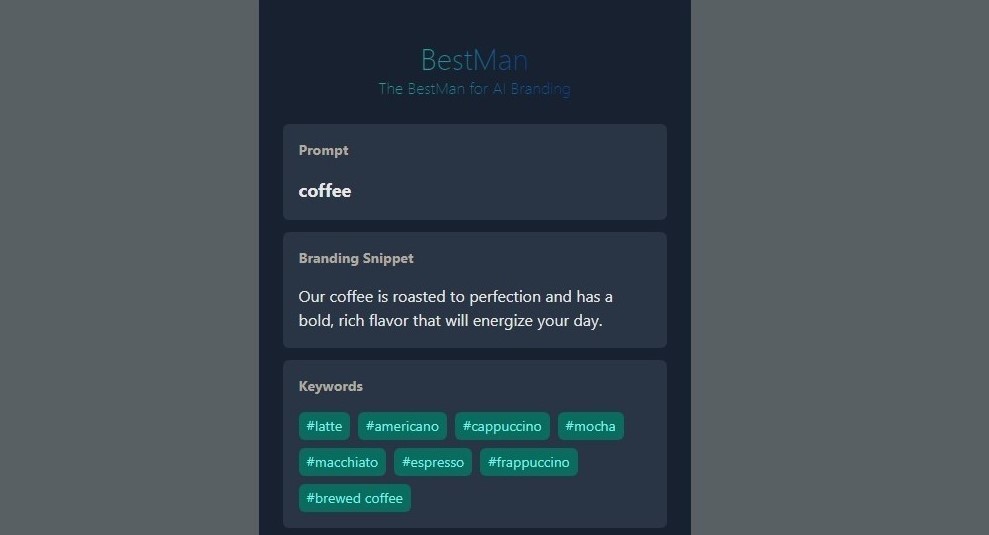 BestMan
The BestMan for AI Branding
Prompt
coffee
Branding Snippet
Our coffee is roasted to perfection and has a
bold, rich flavor that will energize your day.
Keywords
#latte #americano #cappuccino #mocha
#macchiato #espresso #frappuccino
#brewed coffee